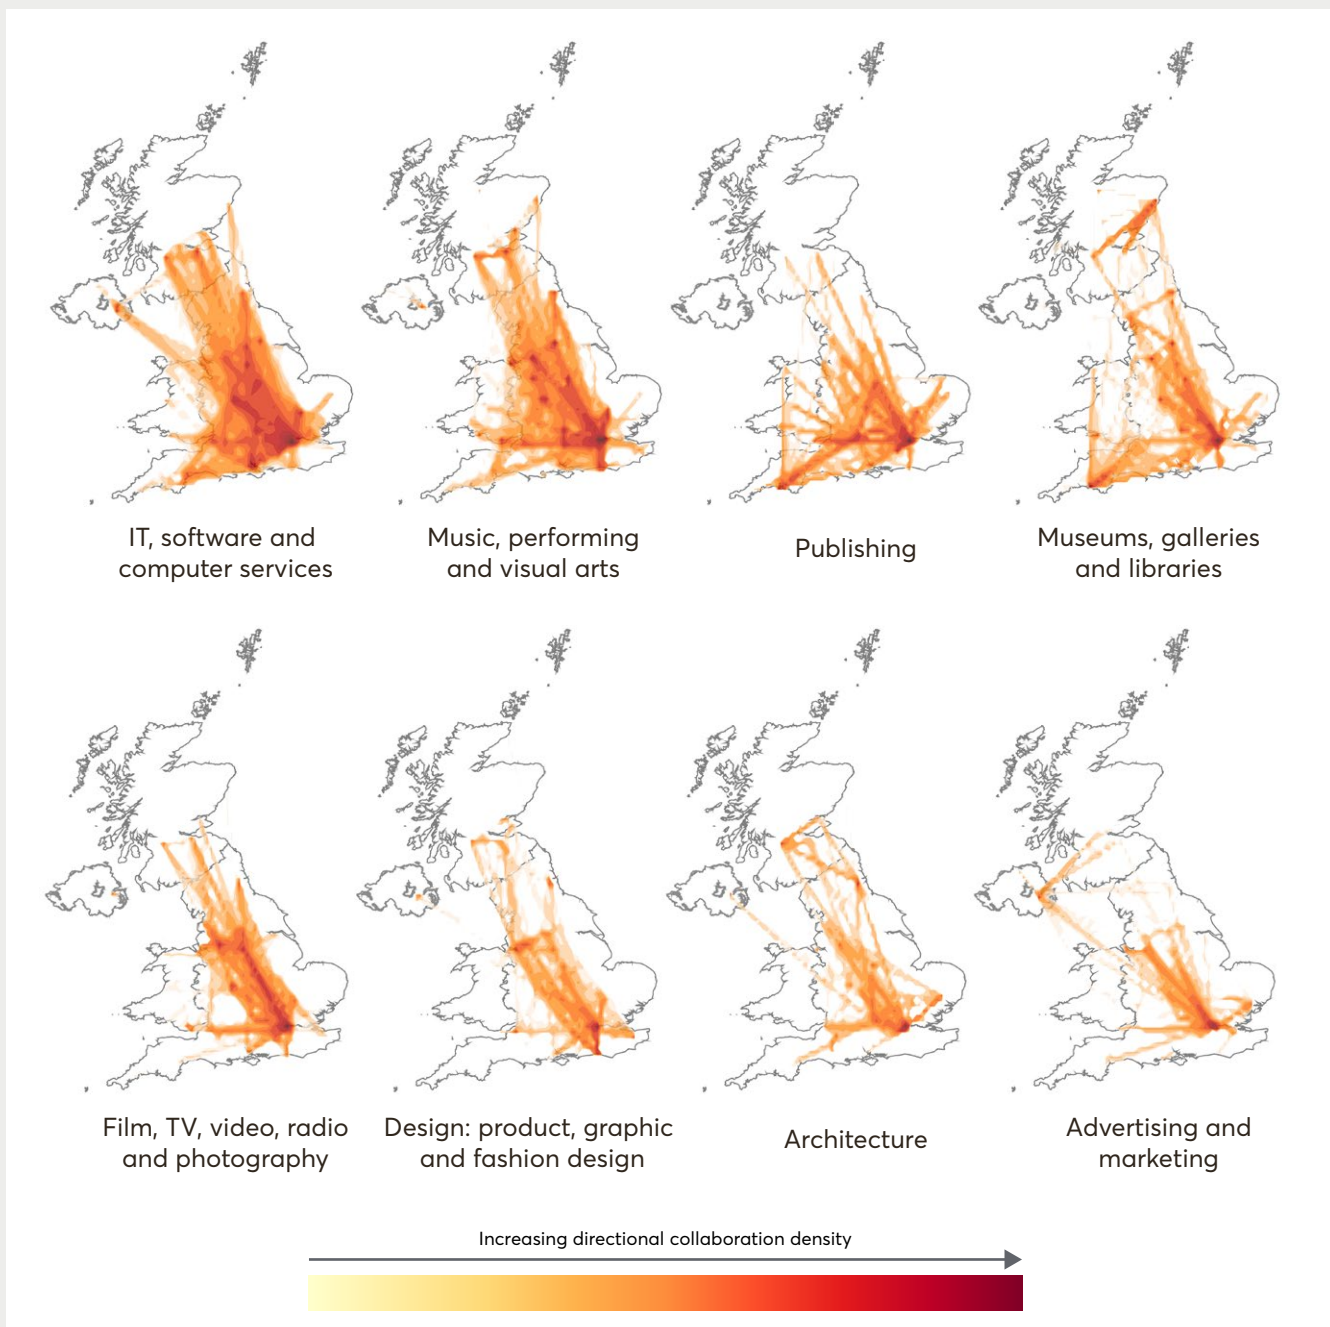 IT, software and
computer services
Music, performing
and visual arts
Publishing
Museums, galleries
and libraries
Film, TV, video, radio
and photography
Design: product, graphic
and fashion design
Architecture
Advertising and
marketing
Increasing directional collaboration density